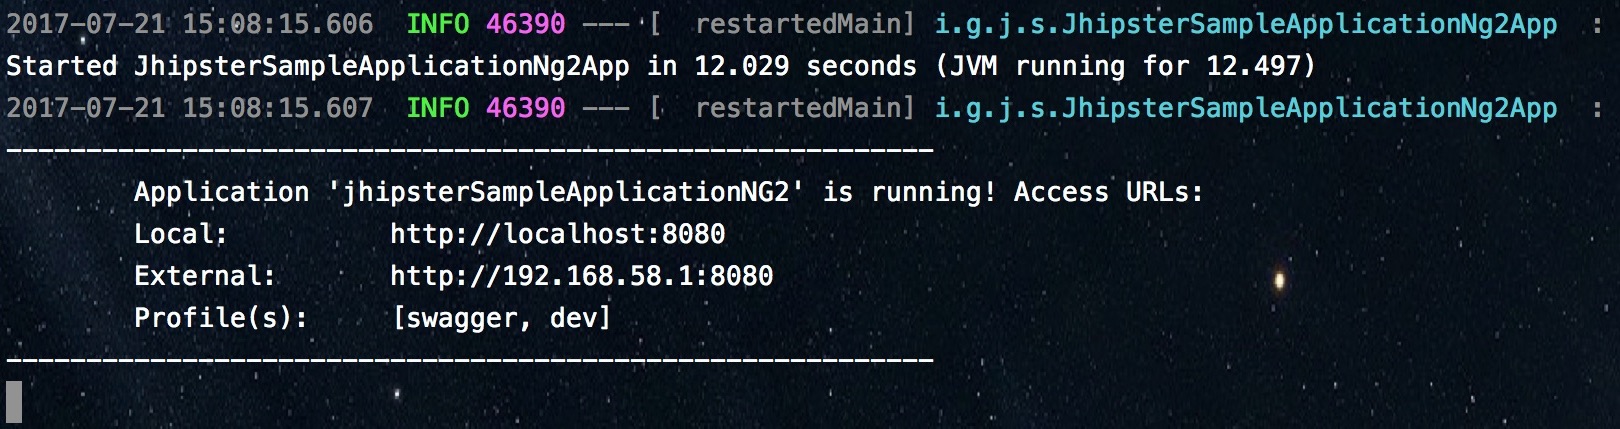 2017-07-21 15:08:15.606  INFO 46390 --- [  restartedMain] i.g.j.s.JhipsterSampleApplicationNg2App  :
Started JhipsterSampleApplicationNg2App in 12.029 seconds (JVM running for 12.497)
2017-07-21 15:08:15.607  INFO 46390 --- [  restartedMain] i.g.j.s.JhipsterSampleApplicationNg2App  :
----------------------------------------------------------
Application 'jhipsterSampleApplicationNG2' is running! Access URLs:
Local: http://localhost:8080
External: http://192.168.58.1:8080
Profile(s): [swagger, dev]
----------------------------------------------------------